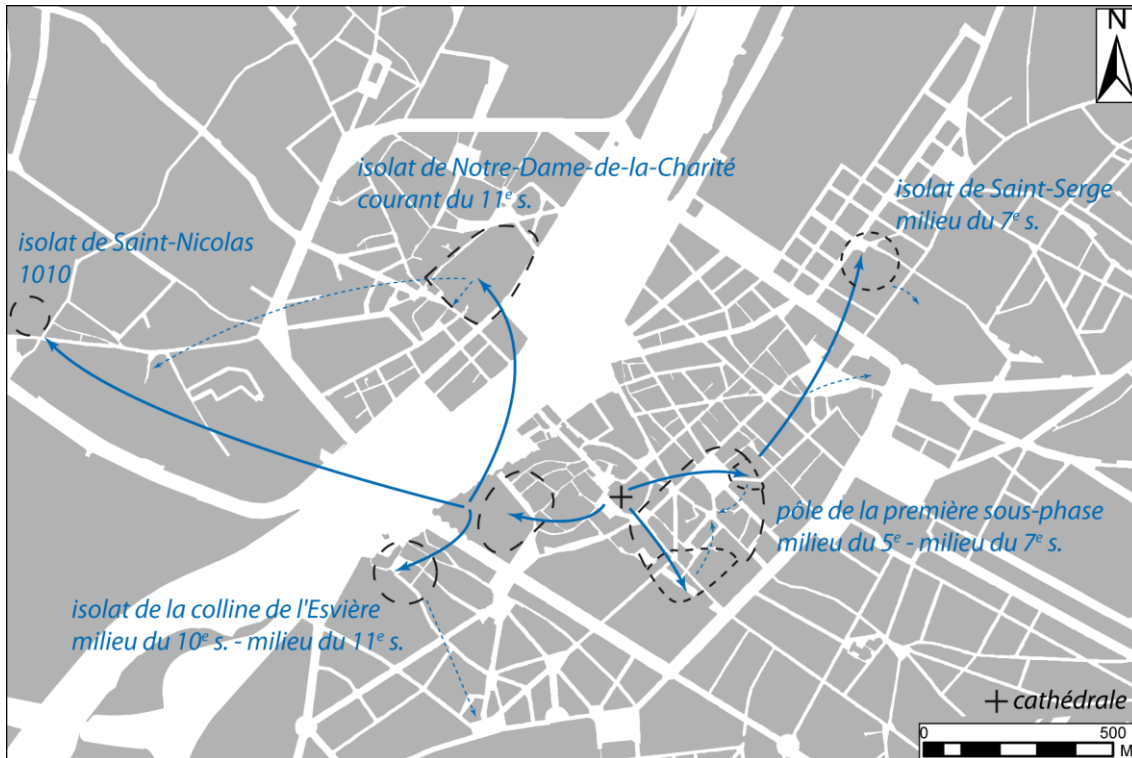 N
isolat de Notre-Dame-de-la-Charité
courant du 11e s.
isolat de Saint-Serge
milieu du 7e s.
isolat de Saint-Nicolas
1010
pôle de la première sous-phase
milieu du 5e - milieu du 7e s.
isolat de la colline de l'Esvière
milieu du 10e s. - milieu du 11e s.
+ cathédrale
0 500
M